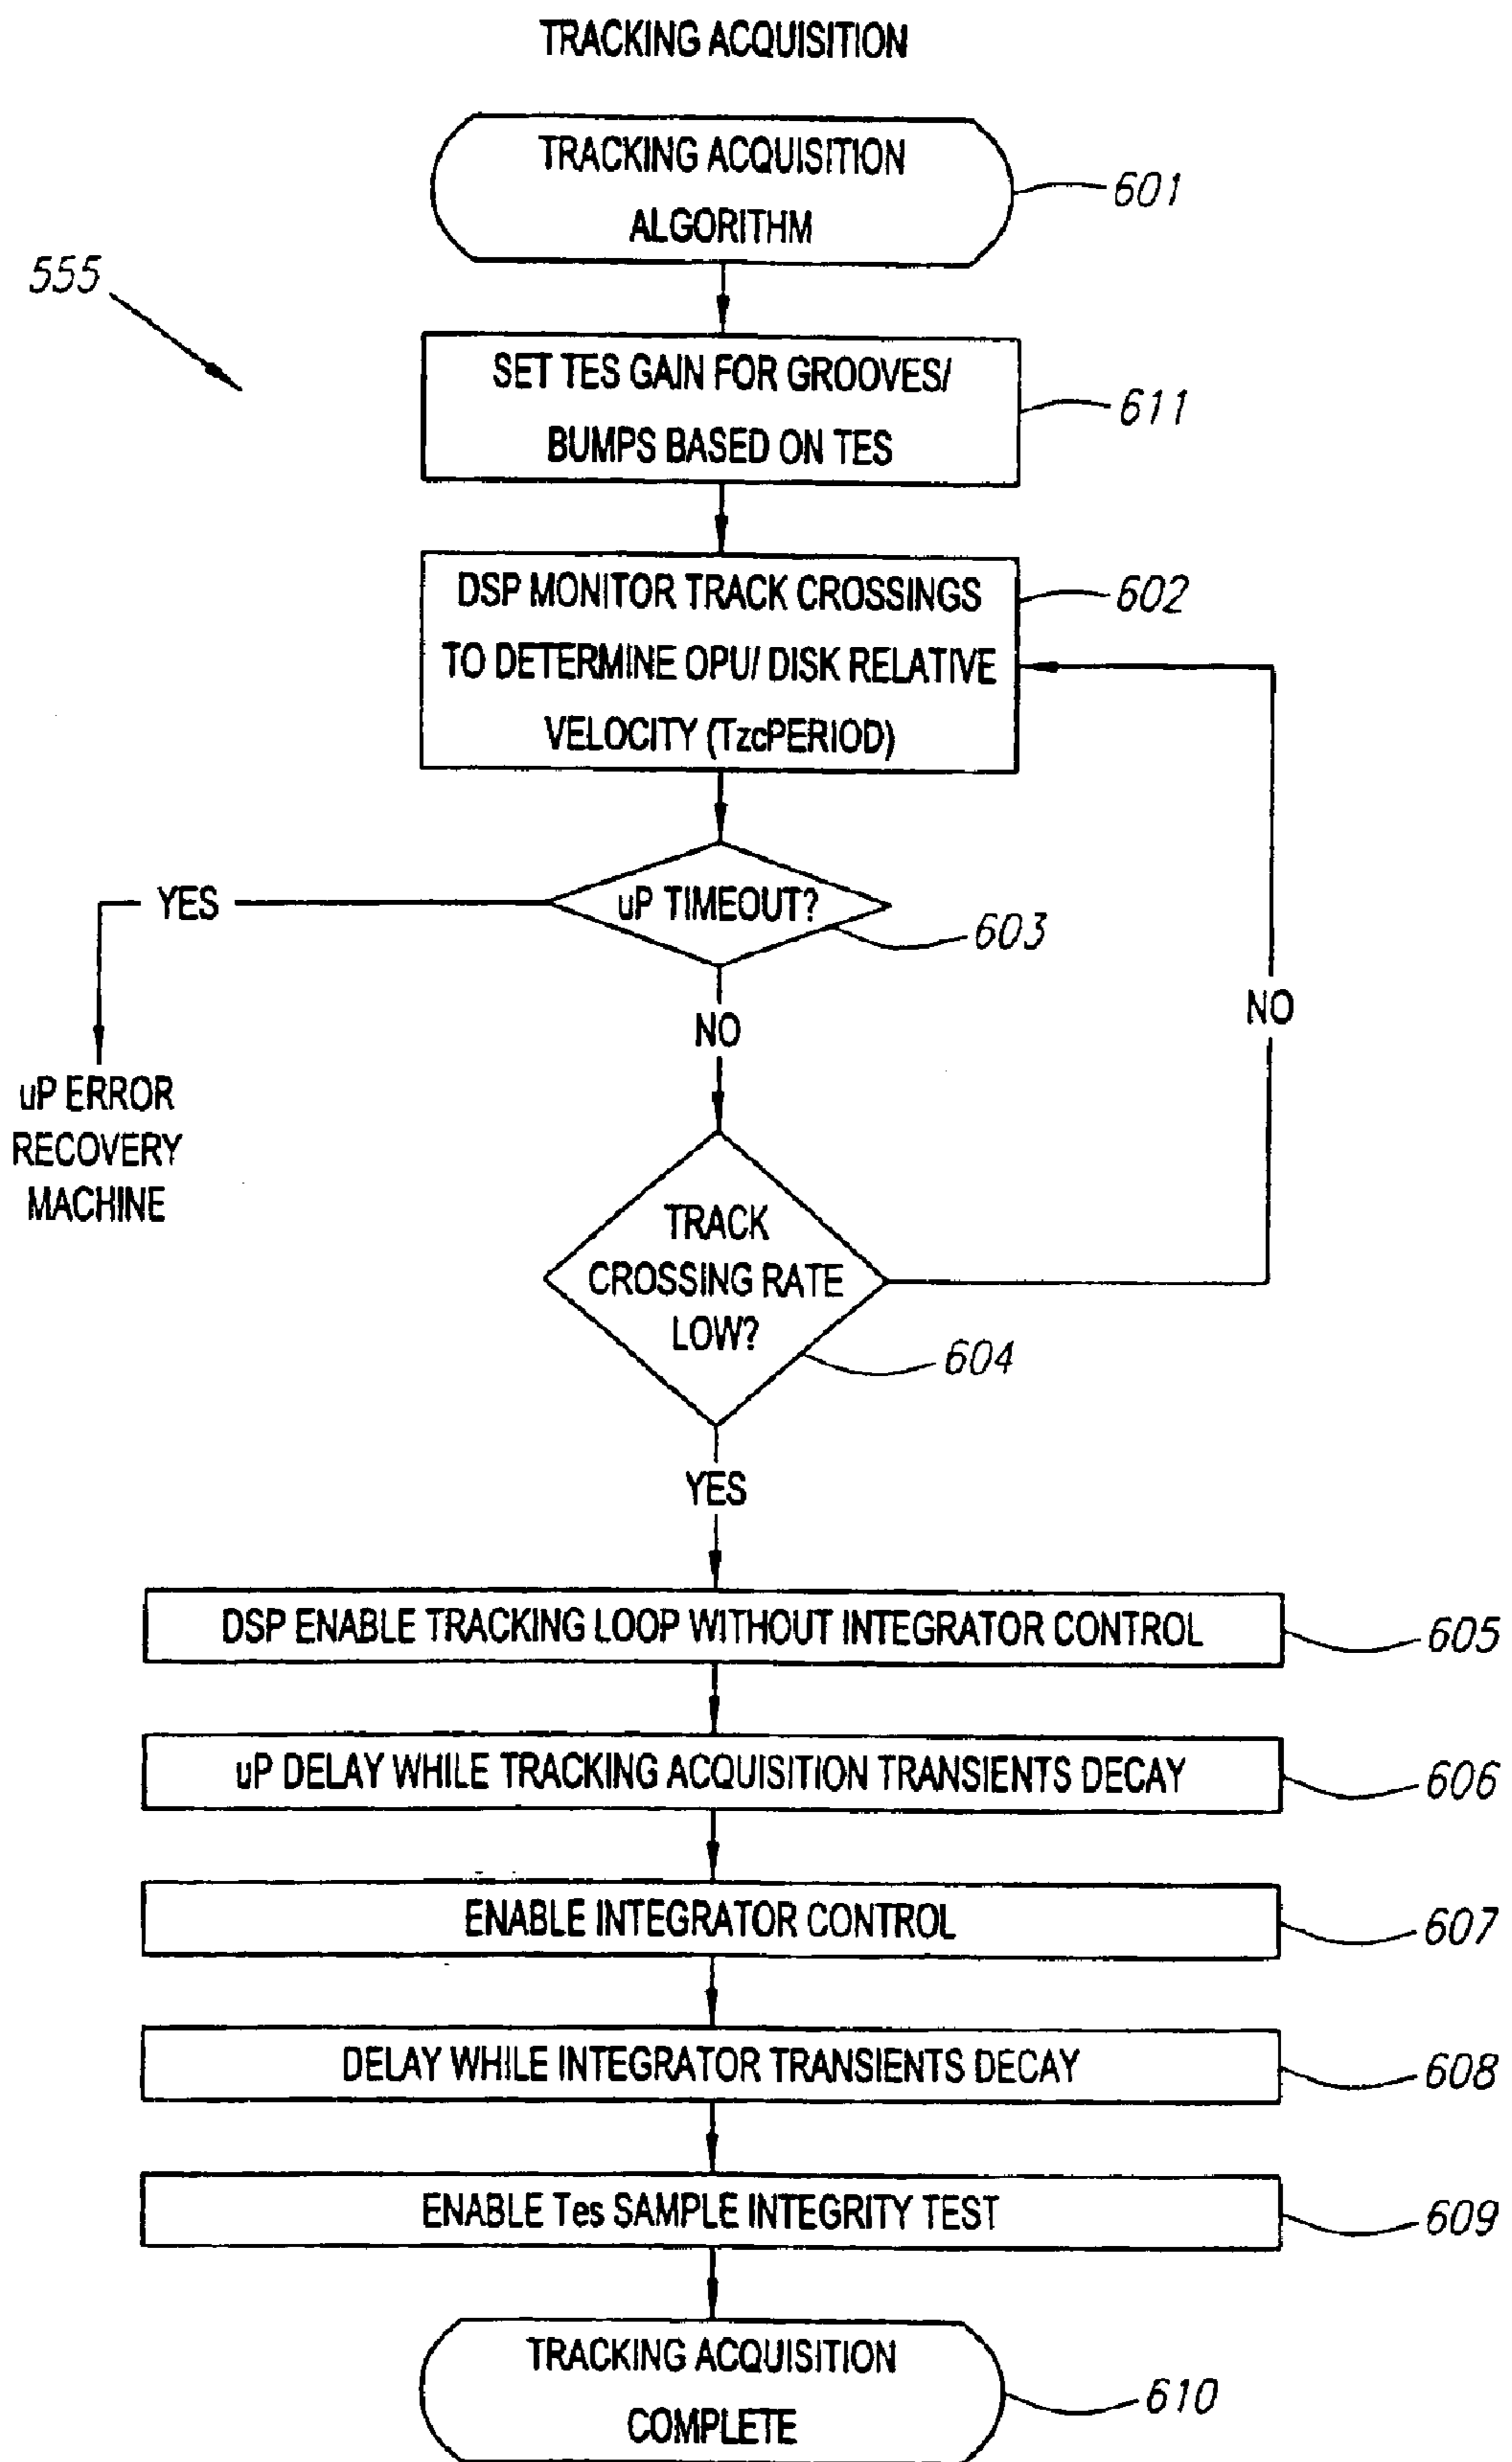 TRACKING ACQUISITION
TRACKING ACQUISITION
ALGORITHM
601
555
SET TES GAIN FOR GROOVES/
BUMPS BASED ON TES
611
DSP MONITOR TRACK CROSSINGS
TO DETERMINE OPU/ DISK RELATIVE
VELOCITY (TzcPERIOD)
602
YES
uP TIMEOUT?
603
NO
NO
uP ERROR
RECOVERY
MACHINE
TRACK
CROSSING RATE
LOW?
604
YES
DSP ENABLE TRACKING LOOP WITHOUT INTEGRATOR CONTROL
605
uP DELAY WHILE TRACKING ACQUISITION TRANSIENTS DECAY
606
ENABLE INTEGRATOR CONTROL
607
DELAY WHILE INTEGRATOR TRANSIENTS DECAY
608
ENABLE Tes SAMPLE INTEGRITY TEST
609
TRACKING ACQUISITION
COMPLETE
610